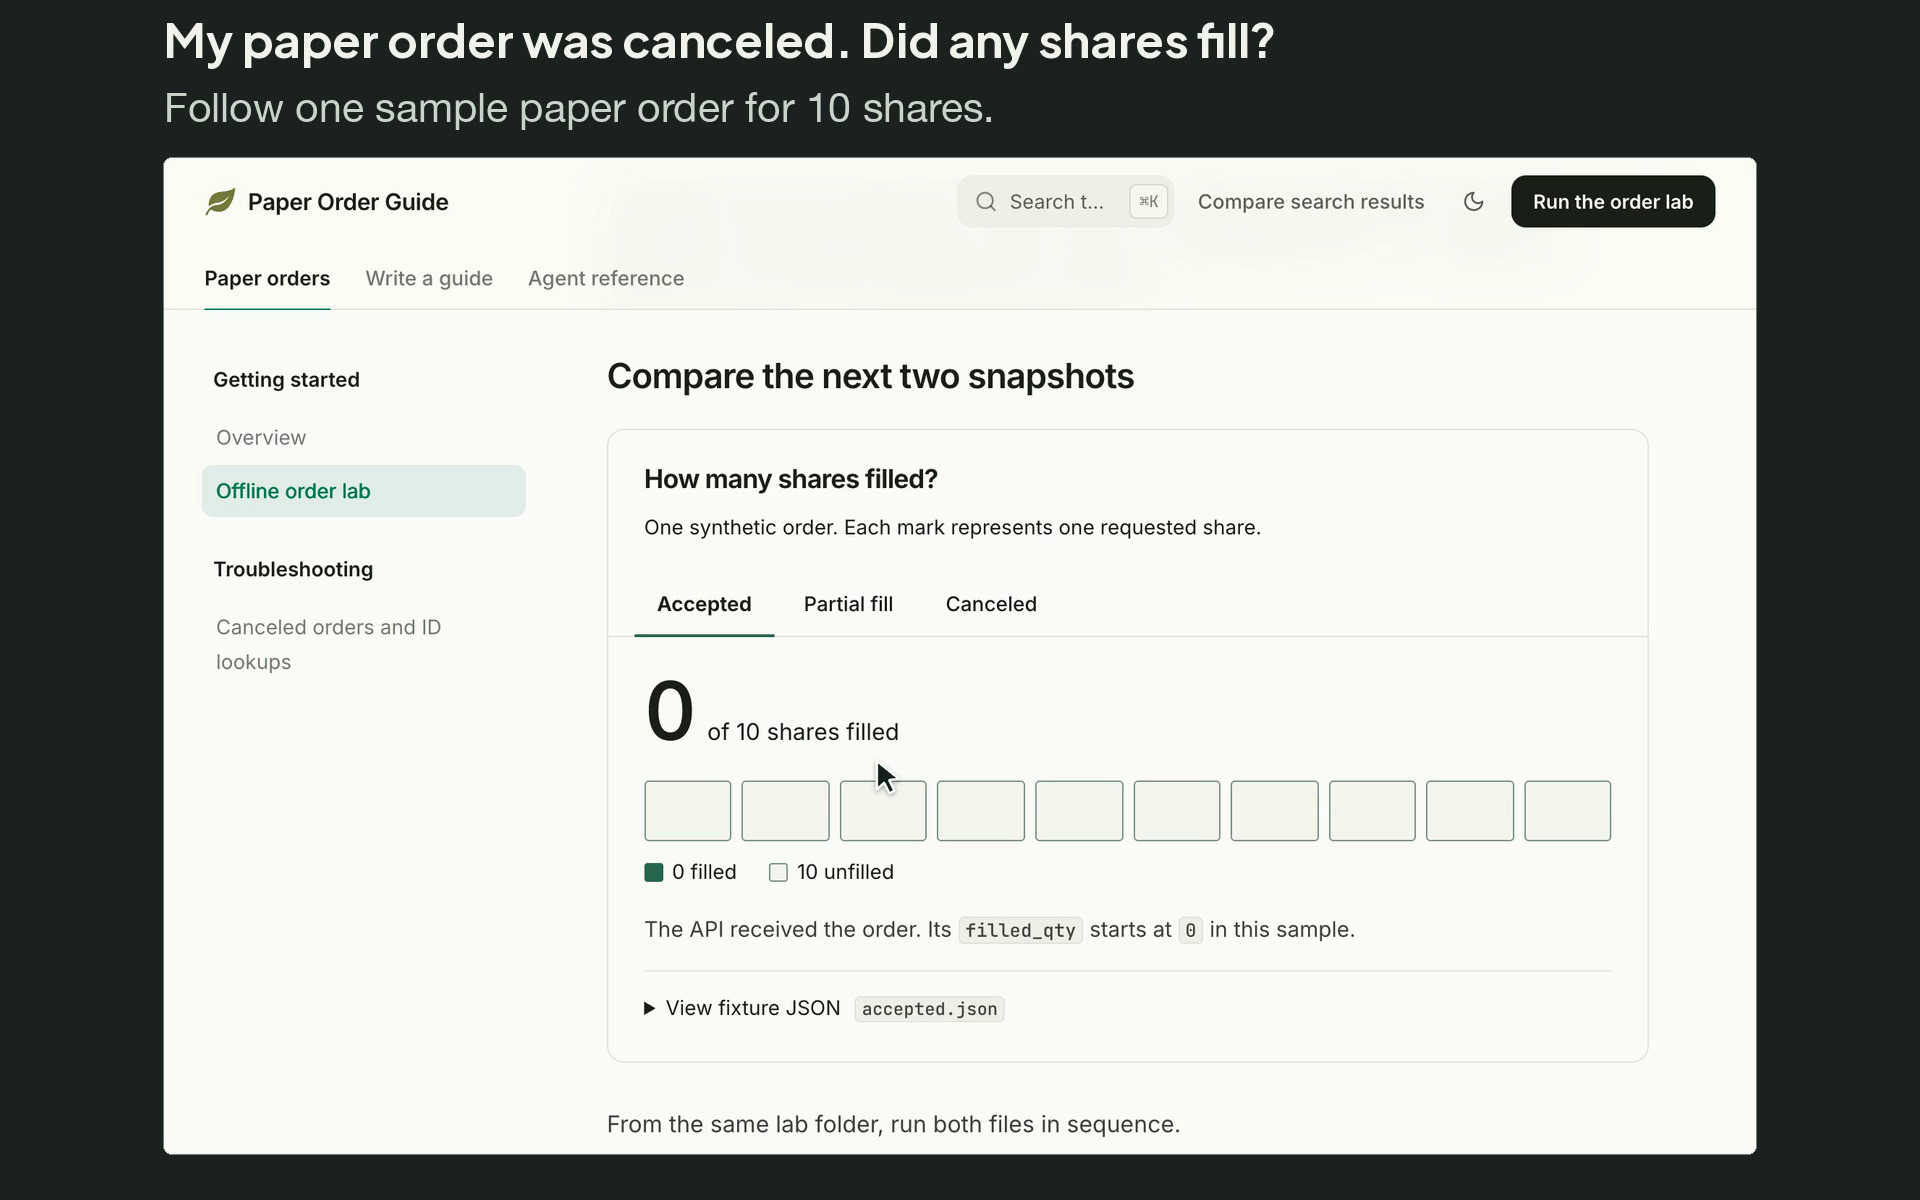 My paper order was canceled. Did any shares fill?
Follow one sample paper order for 10 shares.
Paper Order Guide
Search t...
⌘K
Compare search results
Run the order lab
Paper orders
Write a guide
Agent reference
Getting started
Overview
Offline order lab
Troubleshooting
Canceled orders and ID
lookups
Compare the next two snapshots
How many shares filled?
One synthetic order. Each mark represents one requested share.
Accepted
Partial fill
Canceled
0 of 10 shares filled
0 filled
10 unfilled
The API received the order. Its filled_qty starts at 0 in this sample.
View fixture JSON accepted.json
From the same lab folder, run both files in sequence.